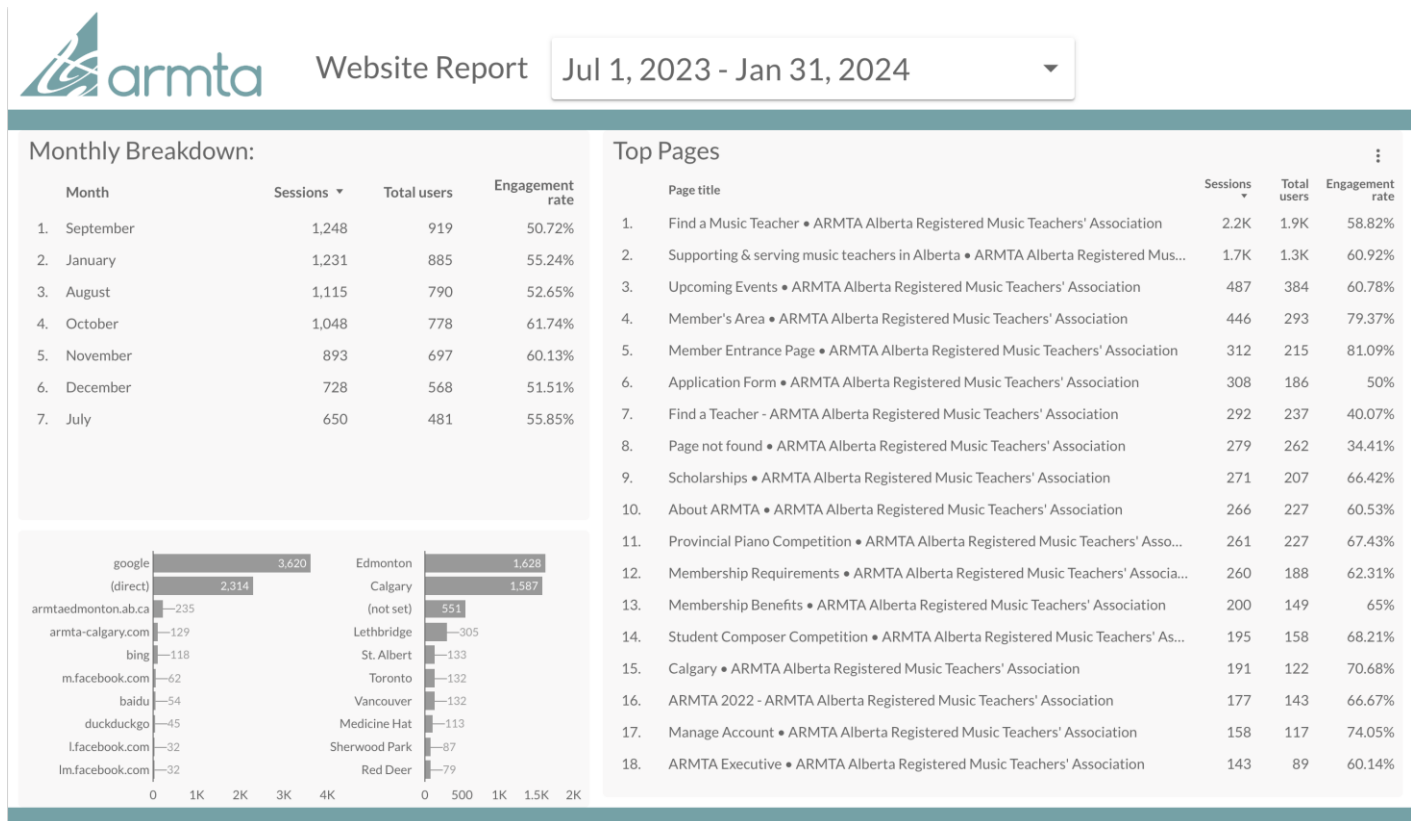 armta
Website Report
Jul 1, 2023 - Jan 31, 2024
Monthly Breakdown:
Month Sessions Total users Engagement rate
1. September 1,248 919 50.72%
2. January 1,231 885 55.24%
3. August 1,115 790 52.65%
4. October 1,048 778 61.74%
5. November 893 697 60.13%
6. December 728 568 51.51%
7. July 650 481 55.85%
google 3,620
(direct) 2,314
armtaedmonton.ab.ca 235
armta-calgary.com 129
bing 118
m.facebook.com 62
baidu 54
duckduckgo 45
l.facebook.com 32
lm.facebook.com 32
0 1K 2K 3K 4K
Edmonton 1,628
Calgary 1,587
(not set) 551
Lethbridge 305
St. Albert 133
Toronto 132
Vancouver 132
Medicine Hat 113
Sherwood Park 87
Red Deer 79
0 500 1K 1.5K 2K
Top Pages
Page title Sessions Total users Engagement rate
1. Find a Music Teacher • ARMTA Alberta Registered Music Teachers' Association 2.2K 1.9K 58.82%
2. Supporting & serving music teachers in Alberta • ARMTA Alberta Registered Mus... 1.7K 1.3K 60.92%
3. Upcoming Events • ARMTA Alberta Registered Music Teachers' Association 487 384 60.78%
4. Member's Area • ARMTA Alberta Registered Music Teachers' Association 446 293 79.37%
5. Member Entrance Page • ARMTA Alberta Registered Music Teachers' Association 312 215 81.09%
6. Application Form • ARMTA Alberta Registered Music Teachers' Association 308 186 50%
7. Find a Teacher - ARMTA Alberta Registered Music Teachers' Association 292 237 40.07%
8. Page not found • ARMTA Alberta Registered Music Teachers' Association 279 262 34.41%
9. Scholarships • ARMTA Alberta Registered Music Teachers' Association 271 207 66.42%
10. About ARMTA • ARMTA Alberta Registered Music Teachers' Association 266 227 60.53%
11. Provincial Piano Competition • ARMTA Alberta Registered Music Teachers' Asso... 261 227 67.43%
12. Membership Requirements • ARMTA Alberta Registered Music Teachers' Associa... 260 188 62.31%
13. Membership Benefits • ARMTA Alberta Registered Music Teachers' Association 200 149 65%
14. Student Composer Competition • ARMTA Alberta Registered Music Teachers' As... 195 158 68.21%
15. Calgary • ARMTA Alberta Registered Music Teachers' Association 191 122 70.68%
16. ARMTA 2022 - ARMTA Alberta Registered Music Teachers' Association 177 143 66.67%
17. Manage Account • ARMTA Alberta Registered Music Teachers' Association 158 117 74.05%
18. ARMTA Executive • ARMTA Alberta Registered Music Teachers' Association 143 89 60.14%